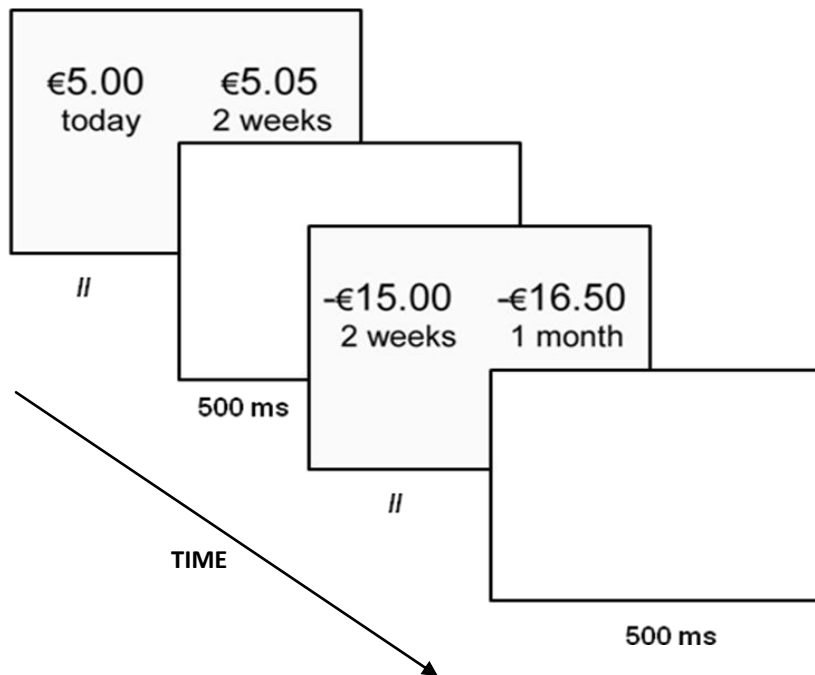 €5.00 €5.05
today 2 weeks
//
-€15.00 -€16.50
2 weeks 1 month
500 ms
//
TIME
500 ms